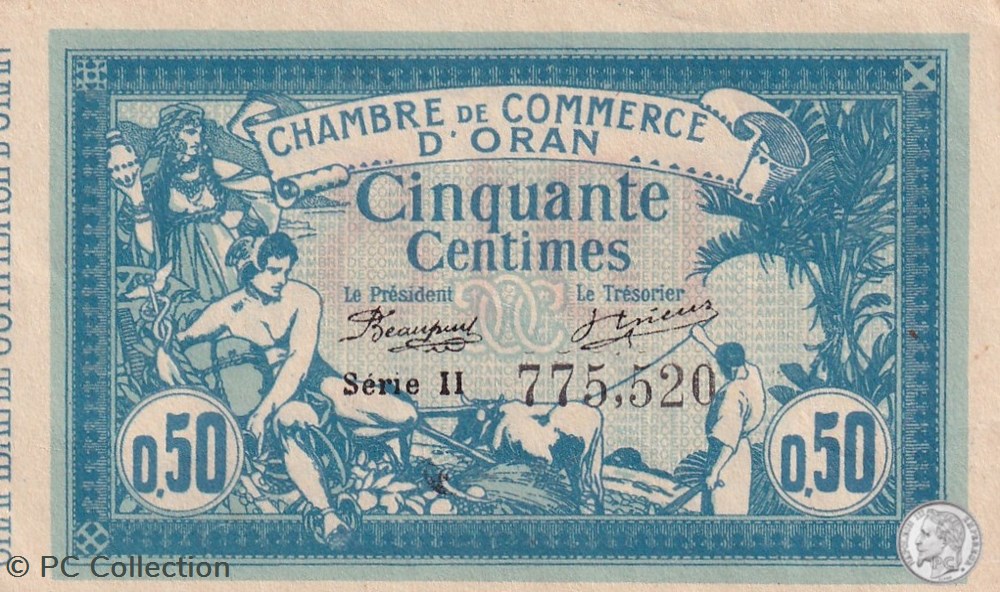 CHAMBRE DE COMMERCE
D'ORAN
Cinquante
Centimes
Le Président Le Trésorier
Série II 775,520
0,50 0,50
© PC Collection